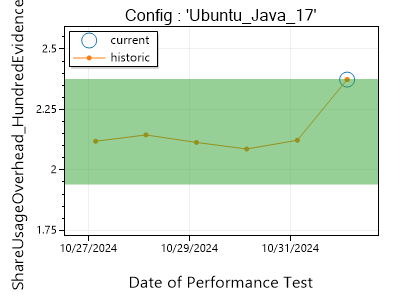 Config : 'Ubuntu_Java_17'
ShareUsageOverhead_HundredEvidence
current
historic
2.5
2.25
2
1.75
10/27/2024
10/29/2024
10/31/2024
Date of Performance Test